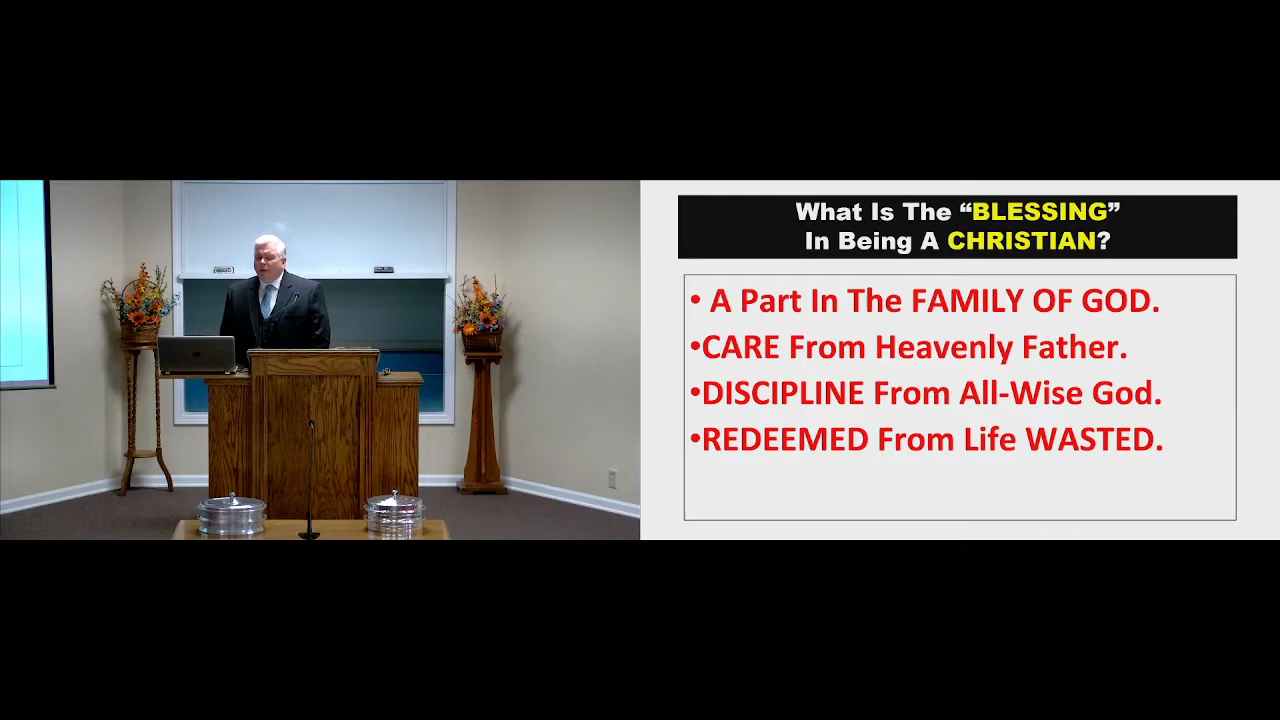 What Is The “BLESSING”
In Being A CHRISTIAN?
• A Part In The FAMILY OF GOD.
•CARE From Heavenly Father.
•DISCIPLINE From All-Wise God.
•REDEEMED From Life WASTED.